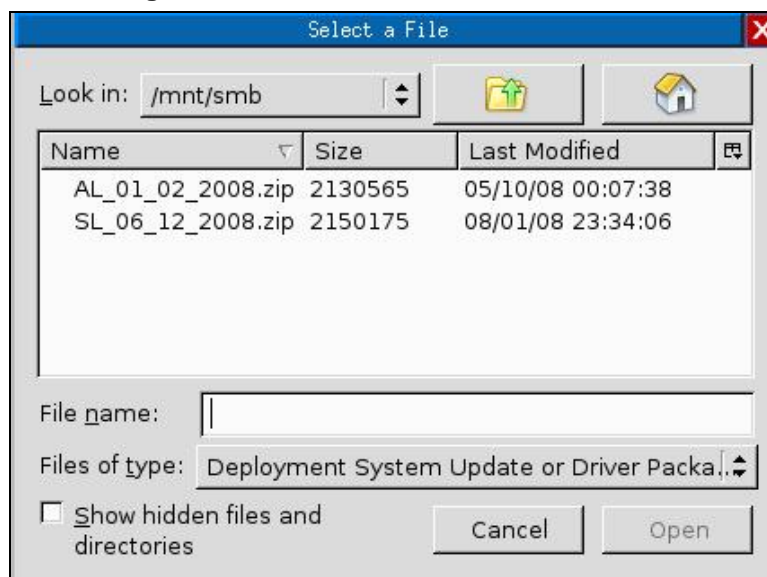 Select a File
Look in: /mnt/smb
Name Size Last Modified
AL_01_02_2008.zip 2130565 05/10/08 00:07:38
SL_06_12_2008.zip 2150175 08/01/08 23:34:06
File name:
Files of type: Deployment System Update or Driver Packa..
Show hidden files and
directories
Cancel Open